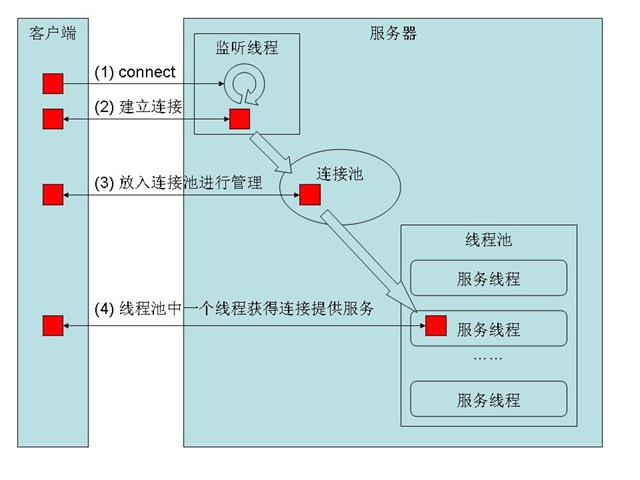 客户端
服务器
监听线程
(1) connect
(2) 建立连接
连接池
(3) 放入连接池进行管理
线程池
服务线程
(4) 线程池中一个线程获得连接提供服务
服务线程
……
服务线程